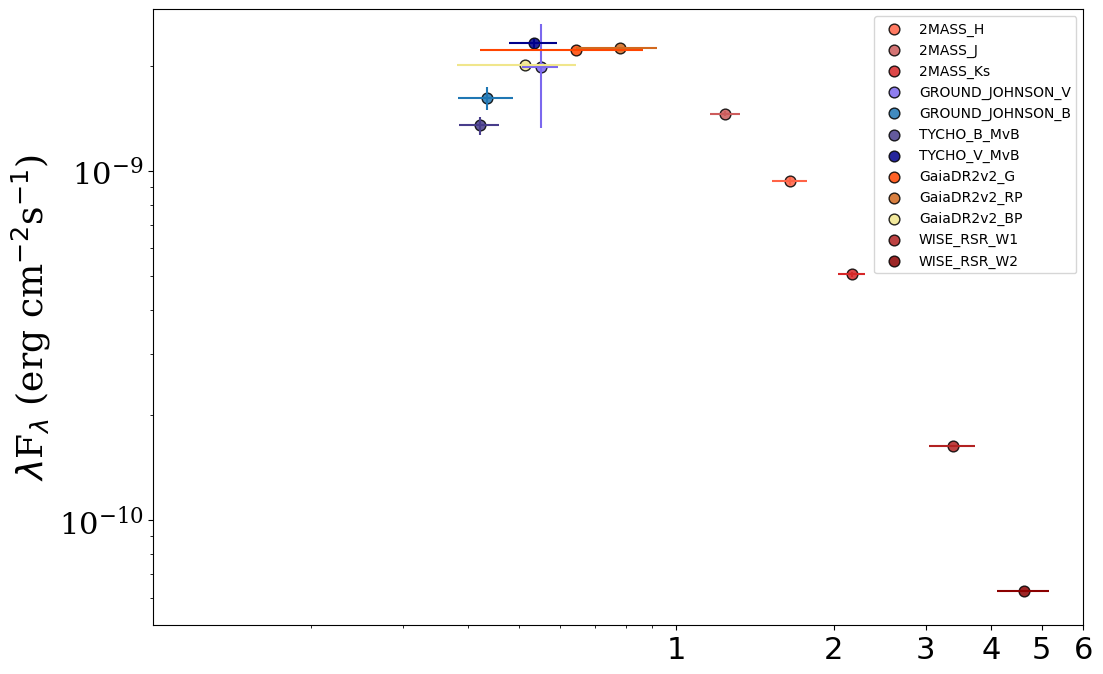 λF_λ (erg cm⁻²s⁻¹)
10⁻⁹
10⁻¹⁰
2MASS_H
2MASS_J
2MASS_Ks
GROUND_JOHNSON_V
GROUND_JOHNSON_B
TYCHO_B_MvB
TYCHO_V_MvB
GaiaDR2v2_G
GaiaDR2v2_RP
GaiaDR2v2_BP
WISE_RSR_W1
WISE_RSR_W2
1 2 3 4 5 6